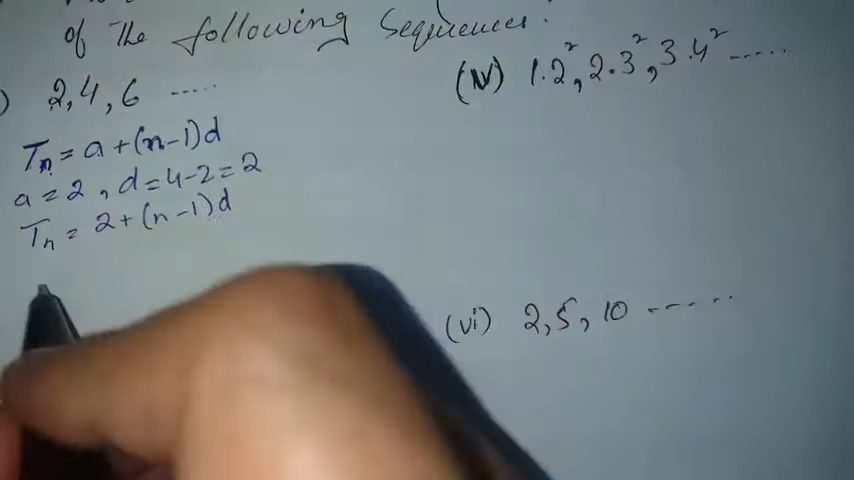 of the following Sequences.
) 2,4,6 .....
Tn = a+(n-1)d
a=2, d=4-2=2
Tn = 2+(n-1)d
(iv) 1.2², 2.3², 3.4² .....
(vi) 2,5,10 ------